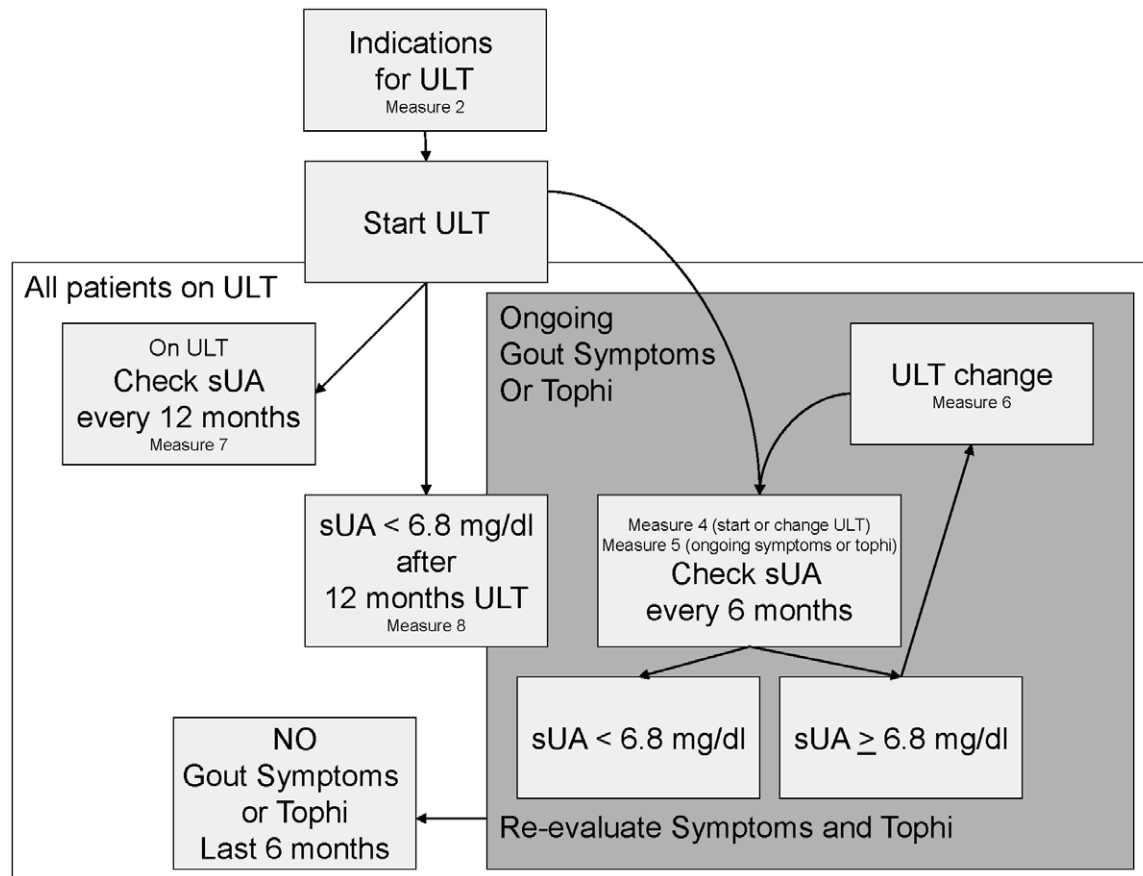 Indications
for ULT
Measure 2
Start ULT
All patients on ULT
On ULT
Check sUA
every 12 months
Measure 7
sUA < 6.8 mg/dl
after
12 months ULT
Measure 8
Ongoing
Gout Symptoms
Or Tophi
ULT change
Measure 6
Measure 4 (start or change ULT)
Measure 5 (ongoing symptoms or tophi)
Check sUA
every 6 months
sUA < 6.8 mg/dl
sUA ≥ 6.8 mg/dl
Re-evaluate Symptoms and Tophi
NO
Gout Symptoms
or Tophi
Last 6 months